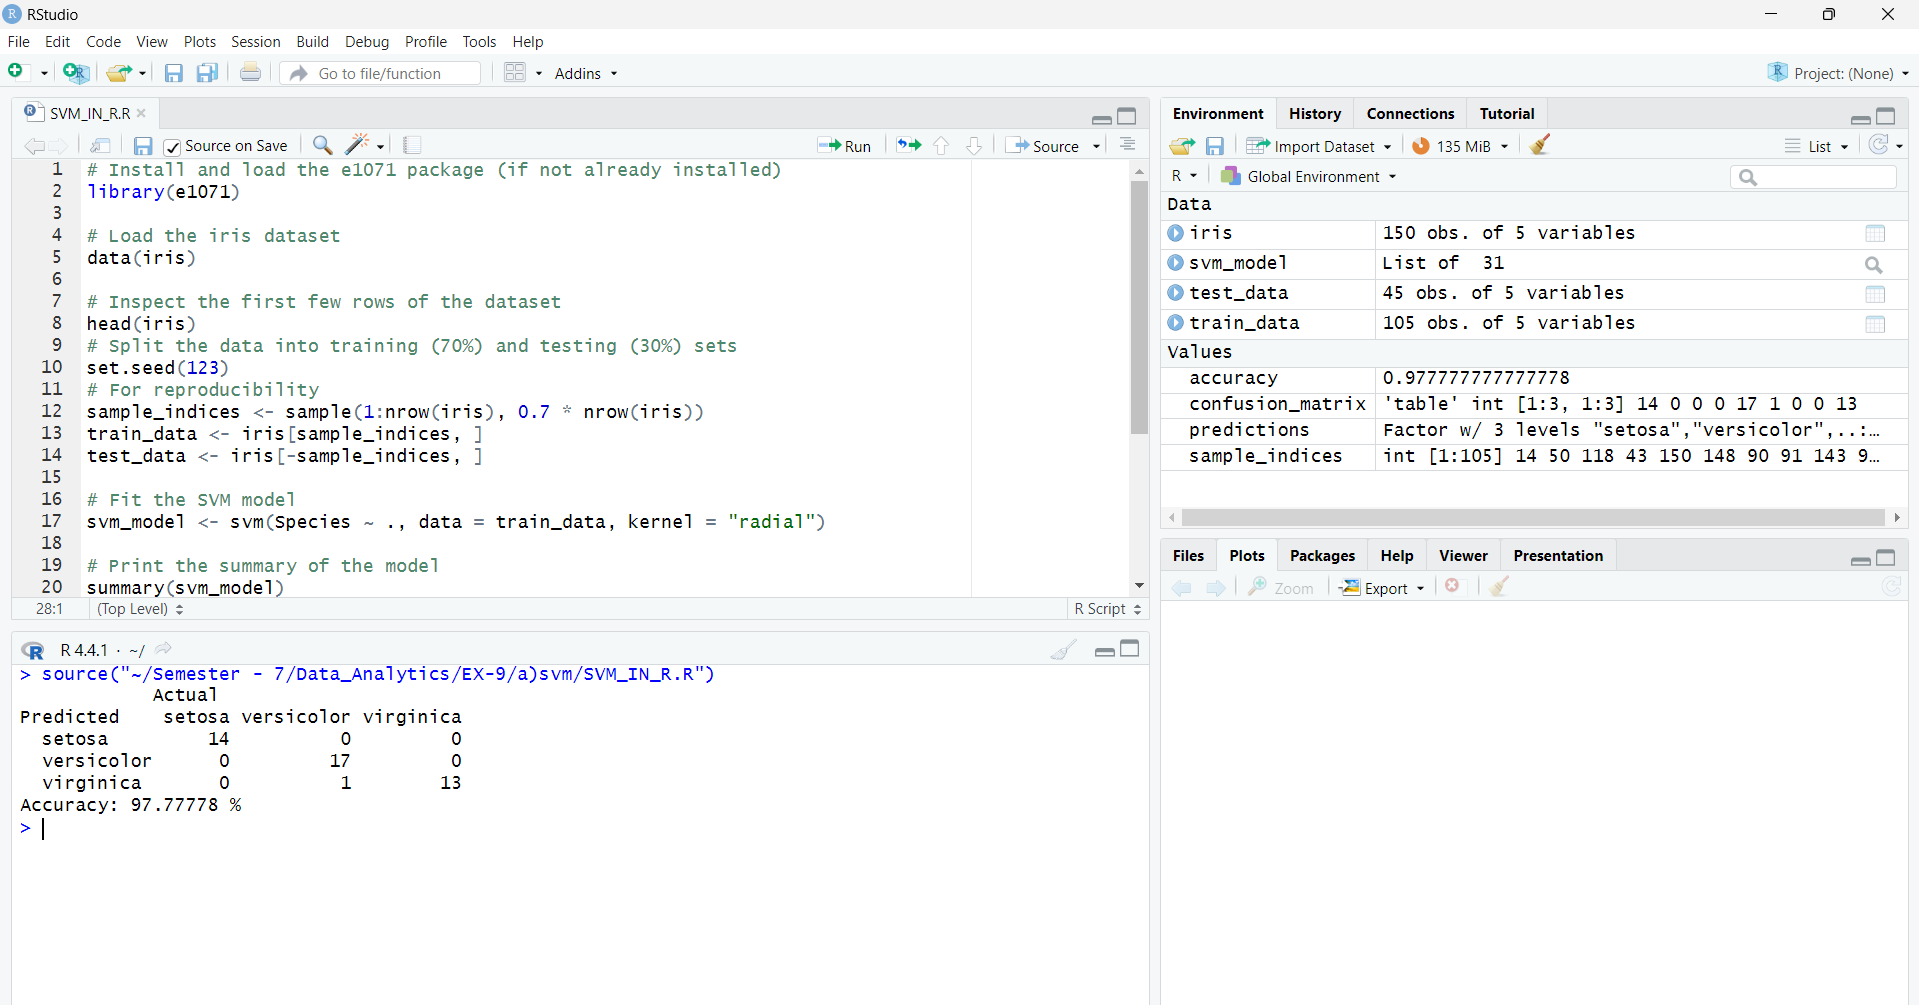 RStudio
File Edit Code View Plots Session Build Debug Profile Tools Help
Go to file/function Addins Project: (None)
SVM_IN_R.R
Source on Save Run Source
1 # Install and load the e1071 package (if not already installed)
2 library(e1071)
3
4 # Load the iris dataset
5 data(iris)
6
7 # Inspect the first few rows of the dataset
8 head(iris)
9 # Split the data into training (70%) and testing (30%) sets
10 set.seed(123)
11 # For reproducibility
12 sample_indices <- sample(1:nrow(iris), 0.7 * nrow(iris))
13 train_data <- iris[sample_indices, ]
14 test_data <- iris[-sample_indices, ]
15
16 # Fit the SVM model
17 svm_model <- svm(Species ~ ., data = train_data, kernel = "radial")
18
19 # Print the summary of the model
20 summary(svm_model)
28:1 (Top Level) R Script
R 4.4.1 · ~/
> source("~/Semester - 7/Data_Analytics/EX-9/a)svm/SVM_IN_R.R")
Actual
Predicted setosa versicolor virginica
setosa 14 0 0
versicolor 0 17 0
virginica 0 1 13
Accuracy: 97.77778 %
>
Environment History Connections Tutorial
Import Dataset 135 MiB List
R Global Environment
Data
iris 150 obs. of 5 variables
svm_model List of 31
test_data 45 obs. of 5 variables
train_data 105 obs. of 5 variables
Values
accuracy 0.977777777777778
confusion_matrix 'table' int [1:3, 1:3] 14 0 0 0 17 1 0 0 13
predictions Factor w/ 3 levels "setosa","versicolor",..:…
sample_indices int [1:105] 14 50 118 43 150 148 90 91 143 9…
Files Plots Packages Help Viewer Presentation
Zoom Export